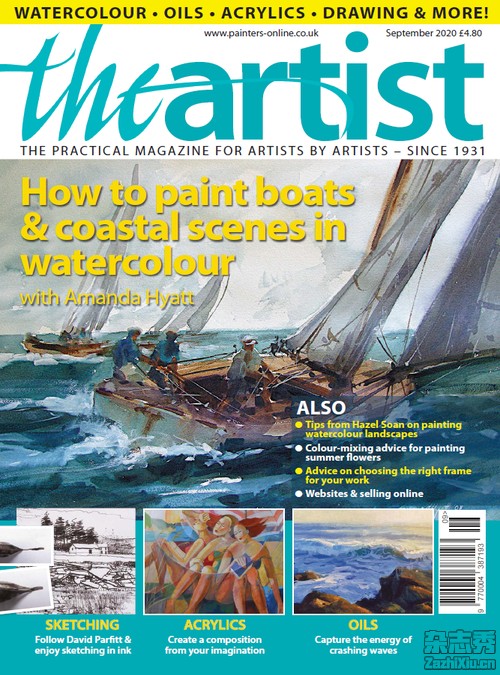 WATERCOLOUR • OILS • ACRYLICS • DRAWING & MORE!
www.painters-online.co.uk
September 2020 £4.80
the artist
THE PRACTICAL MAGAZINE FOR ARTISTS BY ARTISTS – SINCE 1931
How to paint boats
& coastal scenes in
watercolour
with Amanda Hyatt
ALSO
● Tips from Hazel Soan on painting
watercolour landscapes
● Colour-mixing advice for painting
summer flowers
● Advice on choosing the right frame
for your work
● Websites & selling online
09>
9 770004 387193
SKETCHING
Follow David Parfitt &
enjoy sketching in ink
ACRYLICS
Create a composition
from your imagination
OILS
Capture the energy of
crashing waves
杂志秀
ZaZhiXiu.cn